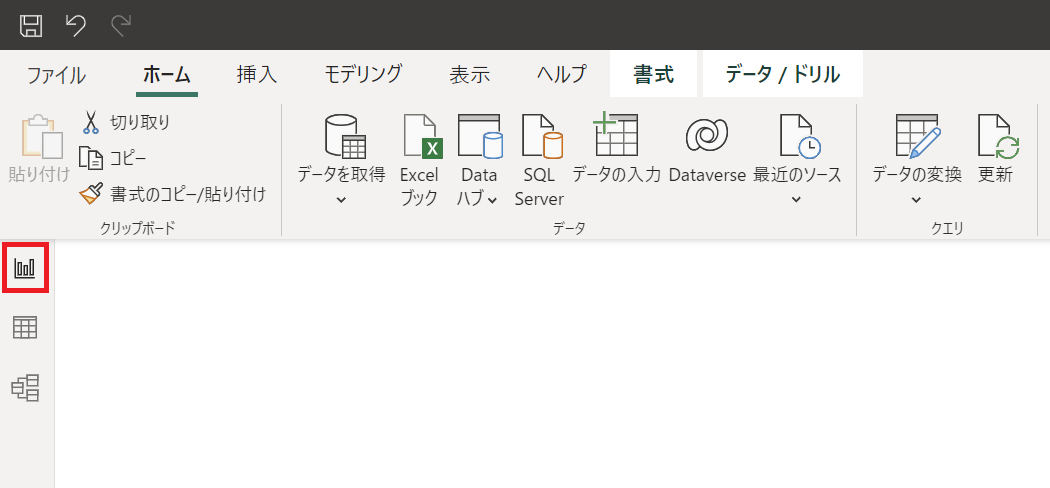 ファイル ホーム 挿入 モデリング 表示 ヘルプ 書式 データ / ドリル
貼り付け
切り取り
コピー
書式のコピー/貼り付け
クリップボード
データを取得
Excel
ブック
Data
ハブ
SQL
Server
データの入力
Dataverse
最近のソース
データ
データの変換
更新
クエリ